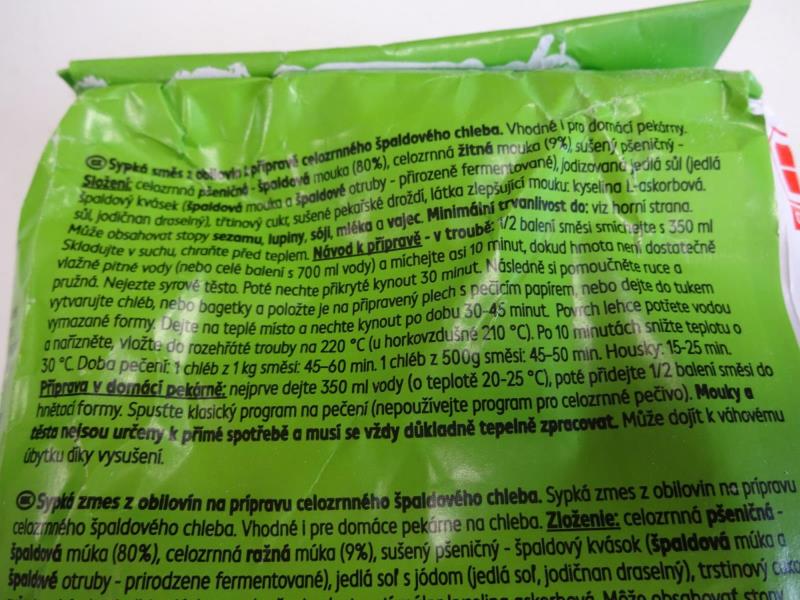 CZ Sypká směs z obilovin k přípravě celozrnného špaldového chleba. Vhodné i pro domácí pekárny.
Složení: celozrnná pšeničná - špaldová mouka (80%), celozrnná žitná mouka (9%), sušený pšeničný -
špaldový kvásek (špaldová mouka a špaldové otruby - přirozeně fermentované), jodizovaná jedlá sůl (jedlá
sůl, jodičnan draselný), třtinový cukr, sušené pekařské droždí, látka zlepšující mouku: kyselina L-askorbová.
Může obsahovat stopy sezamu, lupiny, sóji, mléka a vajec. Minimální trvanlivost do: viz horní strana.
Skladujte v suchu, chraňte před teplem. Návod k přípravě - v troubě: 1/2 balení směsi smíchejte s 350 ml
vlažné pitné vody (nebo celé balení s 700 ml vody) a míchejte asi 10 minut, dokud hmota není dostatečně
pružná. Nejezte syrové těsto. Poté nechte přikryté kynout 30 minut. Následně si pomoučněte ruce a
vytvarujte chléb, nebo bagetky a položte je na připravený plech s pečícím papírem, nebo dejte do tukem
vymazané formy. Dejte na teplé místo a nechte kynout po dobu 30-45 minut. Povrch lehce potřete vodou
a nařízněte, vložte do rozehřáté trouby na 220 °C (u horkovzdušné 210 °C). Po 10 minutách snižte teplotu o
30 °C. Doba pečení: 1 chléb z 1 kg směsi: 45-60 min. 1 chléb z 500g směsi: 45-50 min. Housky: 15-25 min.
Příprava v domácí pekárně: nejprve dejte 350 ml vody (o teplotě 20-25 °C), poté přidejte 1/2 balení směsi do
hnětací formy. Spusťte klasický program na pečení (nepoužívejte program pro celozrnné pečivo). Mouky a
těsta nejsou určeny k přímé spotřebě a musí se vždy důkladně tepelně zpracovat. Může dojít k váhovému
úbytku díky vysušení.
SK Sypká zmes z obilovín na prípravu celozrnného špaldového chleba. Sypká zmes z obilovín na prípravu
celozrnného špaldového chleba. Vhodné i pre domáce pekárne na chleba. Zloženie: celozrnná pšeničná -
špaldová múka (80%), celozrnná ražná múka (9%), sušený pšeničný - špaldový kvások (špaldová múka a
špaldové otruby - prirodzene fermentované), jedlá soľ s jódom (jedlá soľ, jodičnan draselný), trstinový
askorbová. Môže obsahovať stopy